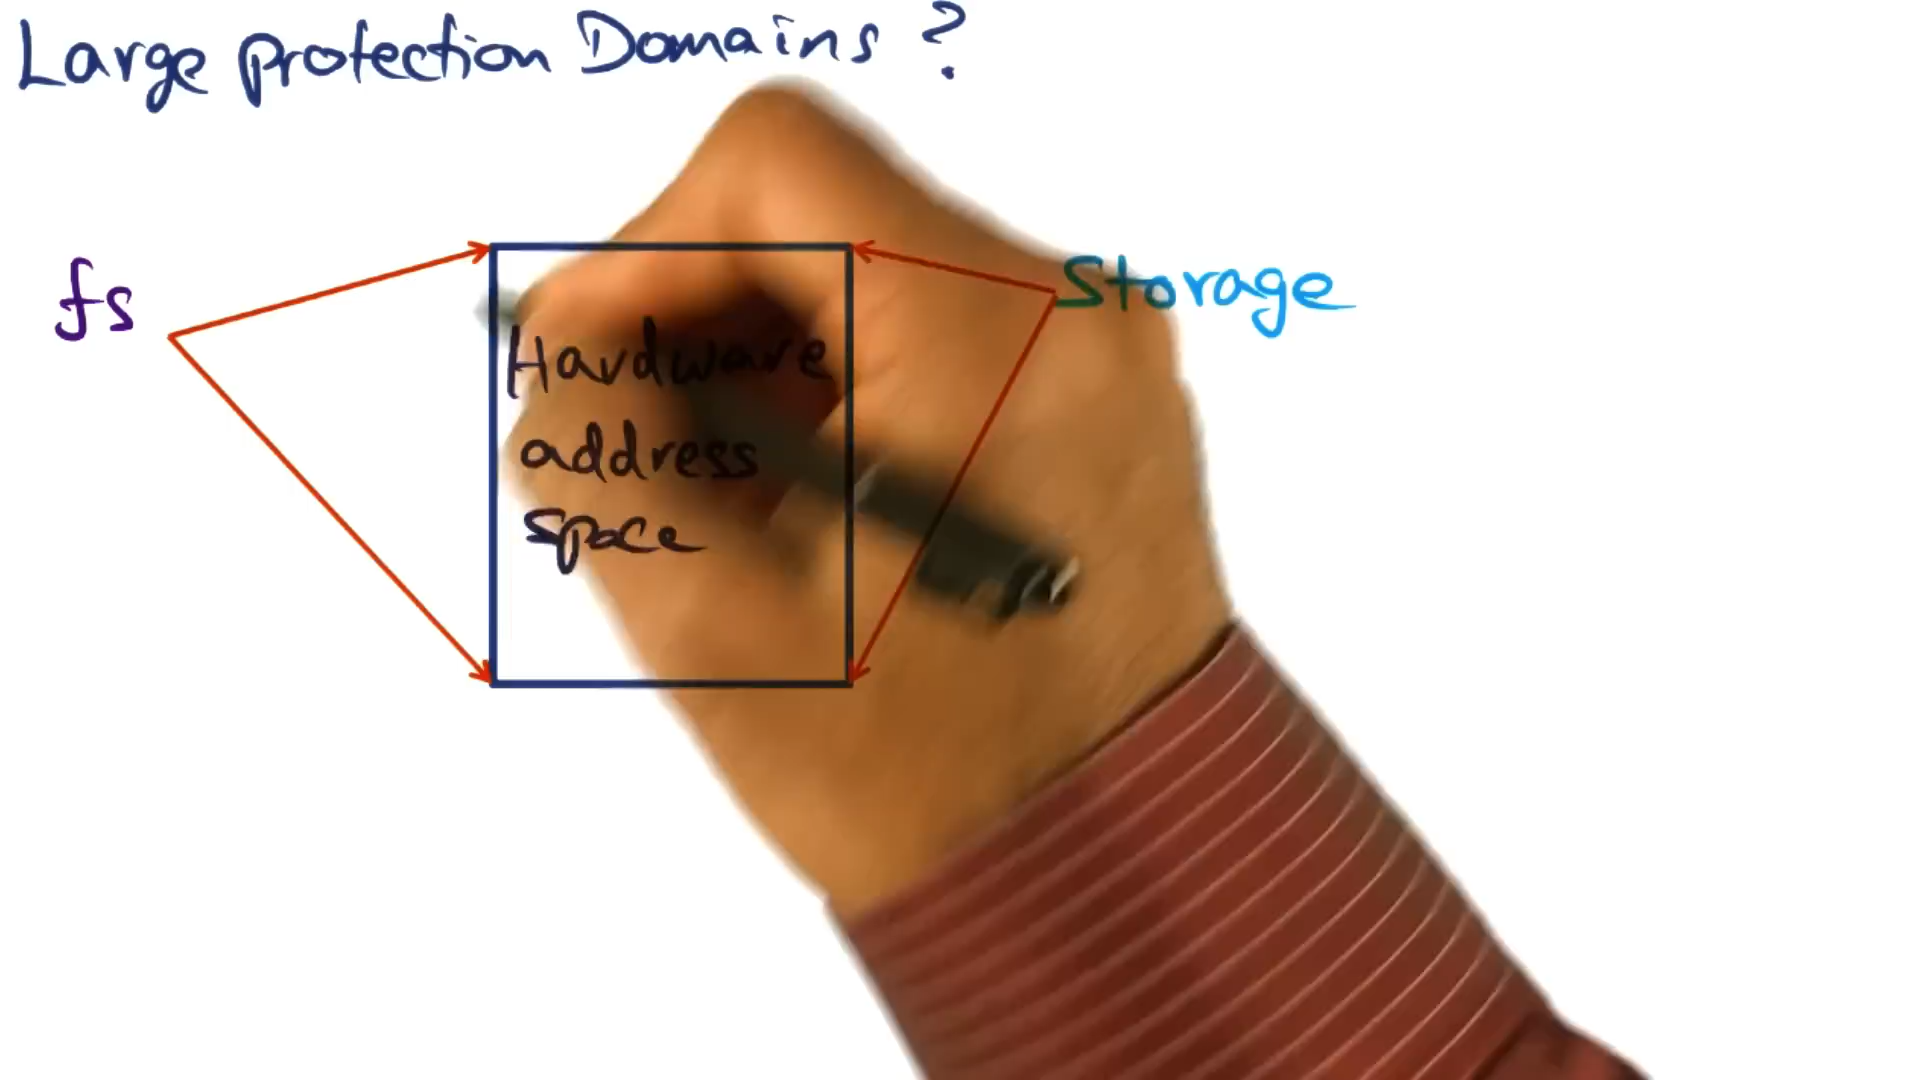 Large protection Domains ?
fs
Storage
Hardware
address
space